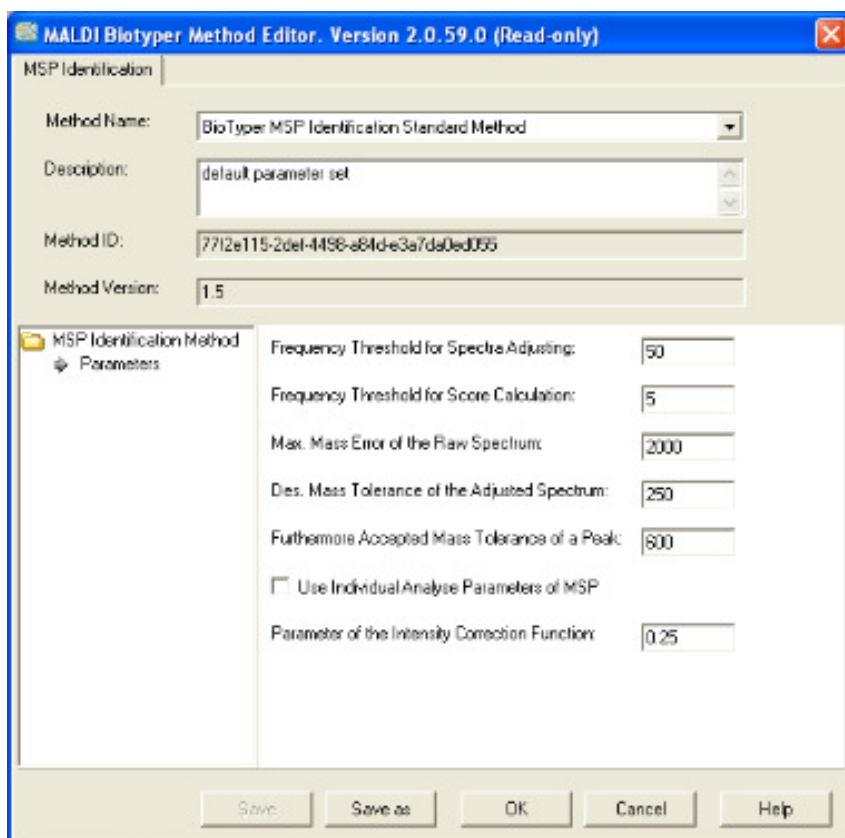 MALDI Biotyper Method Editor. Version 2.0.59.0 (Read-only)
MSP Identification
Method Name: BioTyper MSP Identification Standard Method
Description: default parameter set
Method ID: 77f2e115-2def-4498-a84d-e3a7da0ed055
Method Version: 1.5
MSP Identification Method
Parameters
Frequency Threshold for Spectra Adjusting: 50
Frequency Threshold for Score Calculation: 5
Max. Mass Error of the Raw Spectrum: 2000
Des. Mass Tolerance of the Adjusted Spectrum: 250
Furthermore Accepted Mass Tolerance of a Peak: 600
Use Individual Analyse Parameters of MSP
Parameter of the Intensity Correction Function: 0.25
Save Save as OK Cancel Help